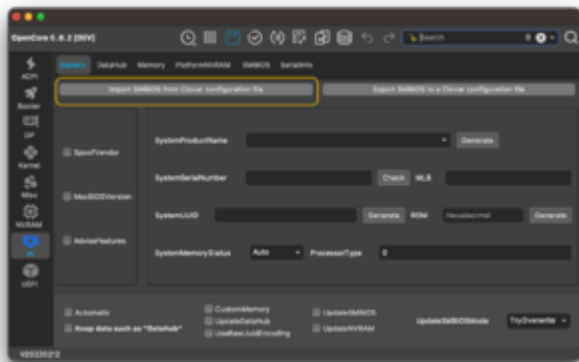 OpenCore 0.8.2 [DEV]
Search
0
ACPI
Generic DataHub Memory PlatformNVRAM SMBIOS SerialInfo
Booter
Import SMBIOS from Clover configuration file
Export SMBIOS to a Clover configuration file
DP
Kernel
Misc
NVRAM
PI
UEFI
SpoofVendor
MaxBIOSVersion
AdviseFeatures
SystemProductName
Generate
SystemSerialNumber
Check
MLB
SystemUUID
Generate
ROM
Hexadecimal
Generate
SystemMemoryStatus
Auto
ProcessorType
0
Automatic
Keep data such as "Datahub"
CustomMemory
UpdateDataHub
UseRawUuidEncoding
UpdateSMBIOS
UpdateNVRAM
UpdateSMBIOSMode
TryOverwrite